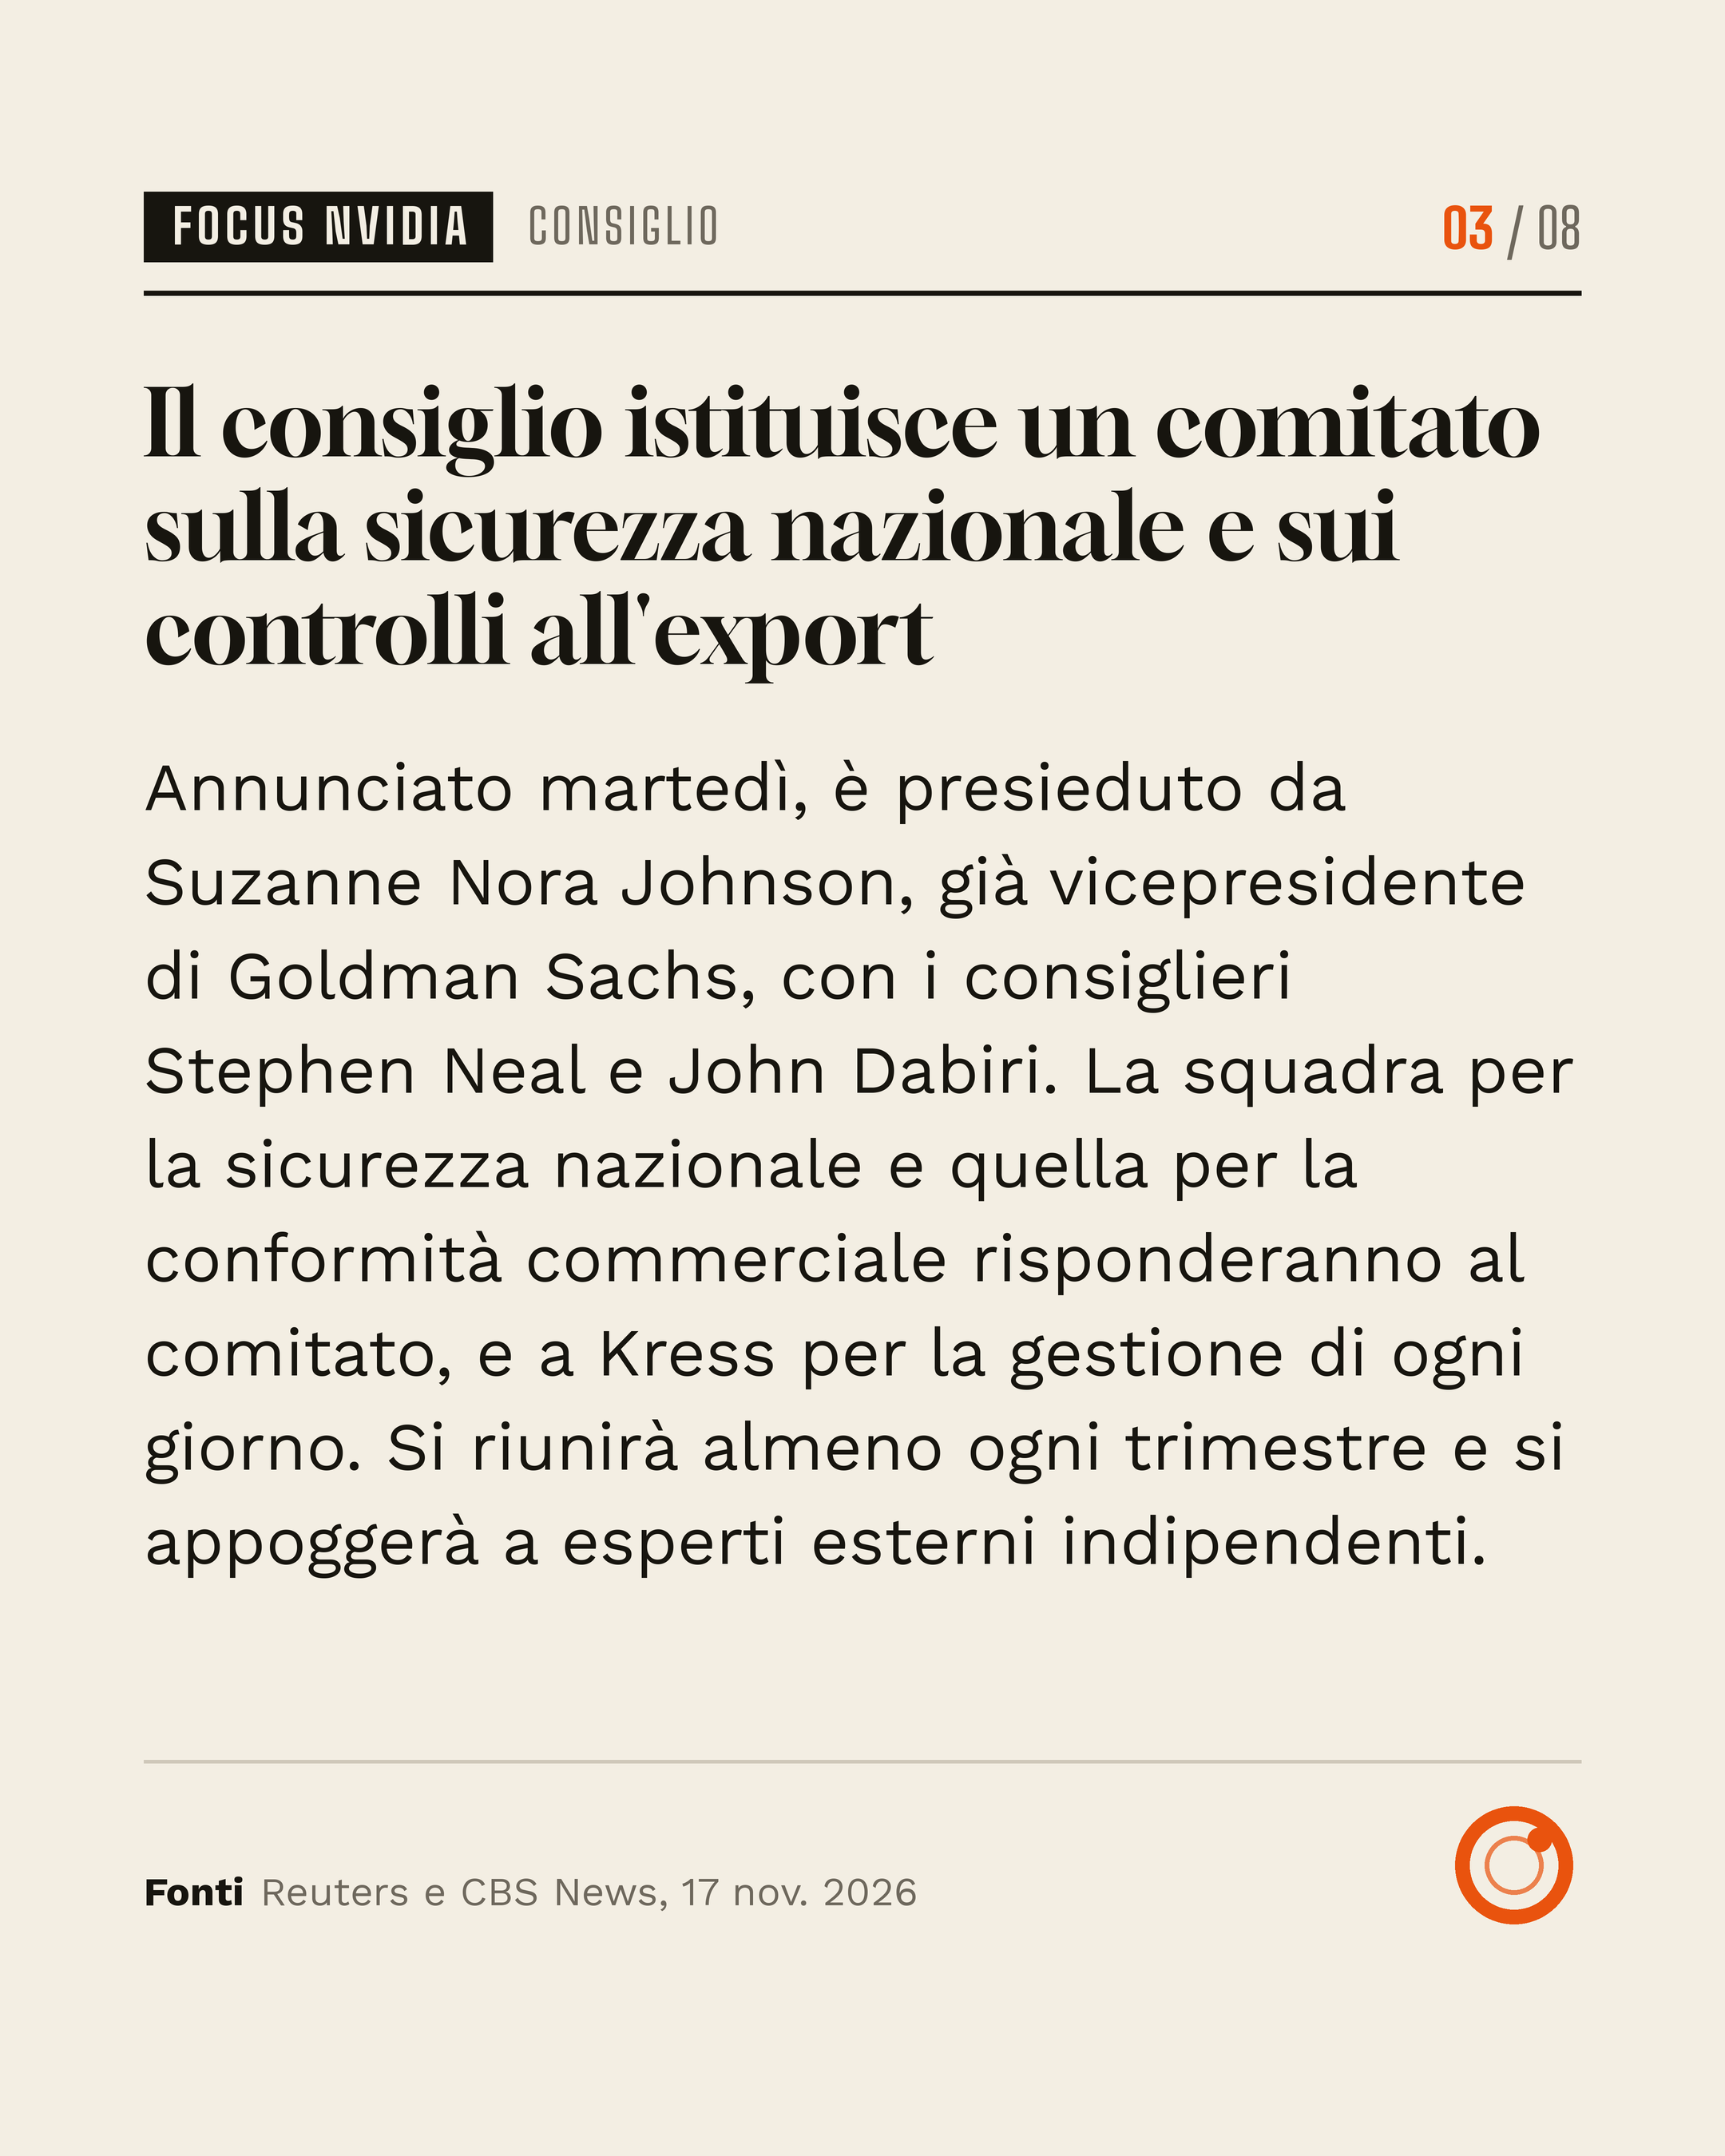 FOCUS NVIDIA CONSIGLIO 03 / 08
Il consiglio istituisce un comitato
sulla sicurezza nazionale e sui
controlli all'export
Annunciato martedì, è presieduto da
Suzanne Nora Johnson, già vicepresidente
di Goldman Sachs, con i consiglieri
Stephen Neal e John Dabiri. La squadra per
la sicurezza nazionale e quella per la
conformità commerciale risponderanno al
comitato, e a Kress per la gestione di ogni
giorno. Si riunirà almeno ogni trimestre e si
appoggerà a esperti esterni indipendenti.
Fonti Reuters e CBS News, 17 nov. 2026